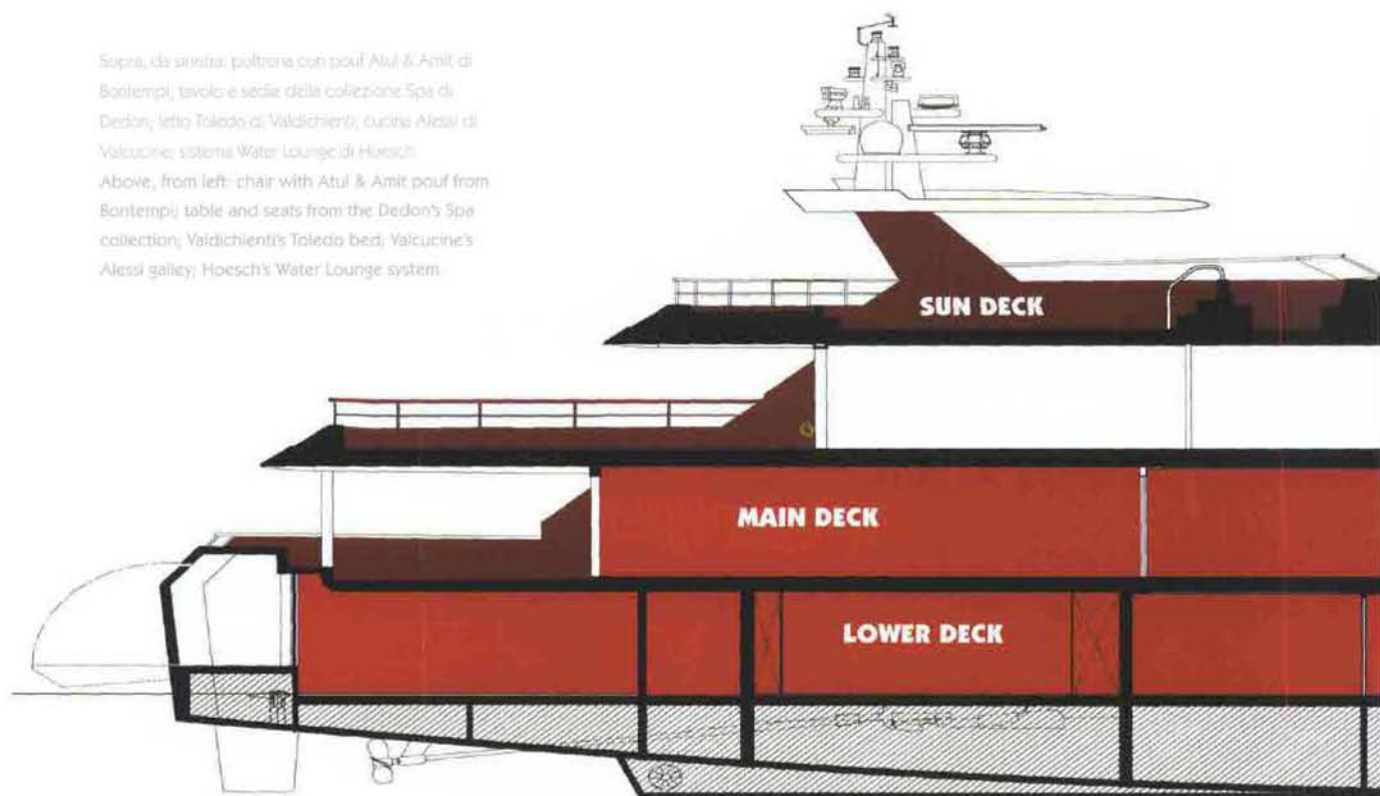 Sopra, da sinistra: poltrona con pouf Atul & Amit di
Bontempi; tavolo e sedie della collezione Spa di
Dedon; letto Toledo di Valdichienti; cucina Alessi di
Valcucine; sistema Water Lounge di Hoesch.
Above, from left: chair with Atul & Amit pouf from
Bontempi; table and seats from the Dedon's Spa
collection; Valdichienti's Toledo bed; Valcucine's
Alessi galley; Hoesch's Water Lounge system.
SUN DECK
MAIN DECK
LOWER DECK